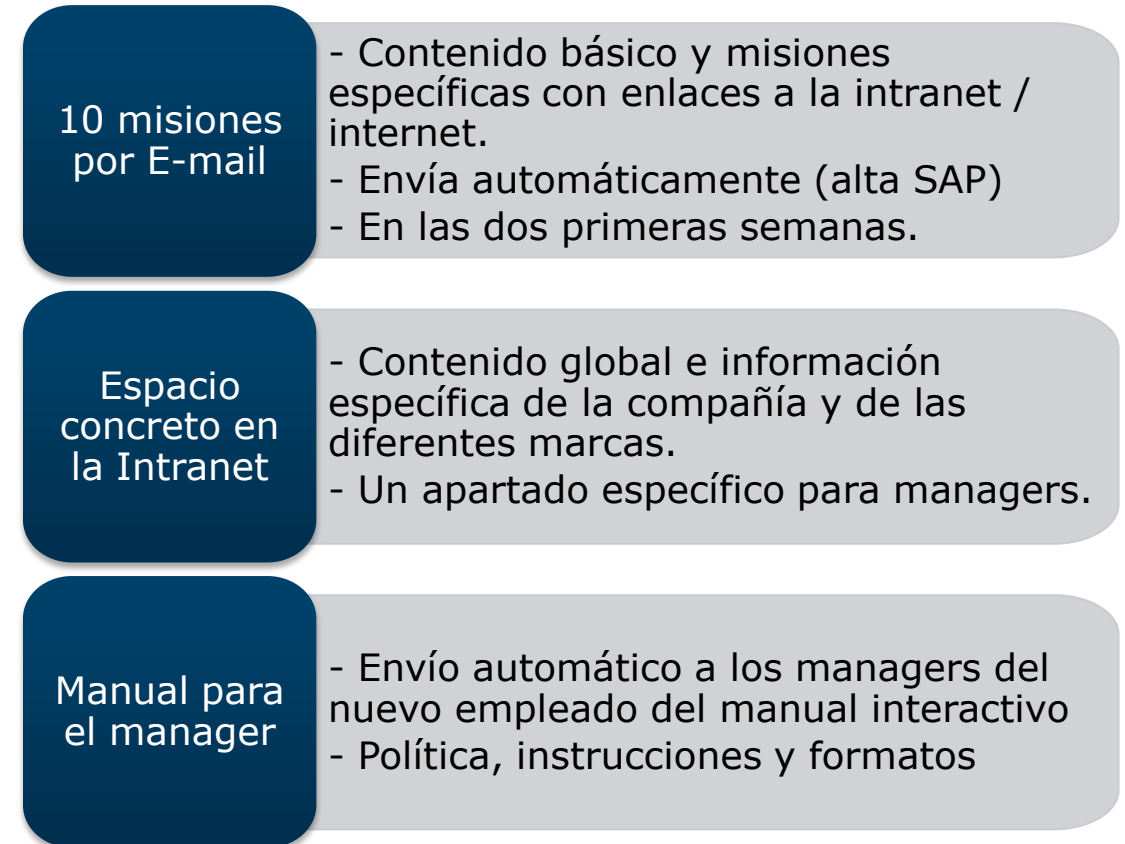 10 misiones
por E-mail
- Contenido básico y misiones
específicas con enlaces a la intranet /
internet.
- Envía automáticamente (alta SAP)
- En las dos primeras semanas.
Espacio
concreto en
la Intranet
- Contenido global e información
específica de la compañía y de las
diferentes marcas.
- Un apartado específico para managers.
Manual para
el manager
- Envío automático a los managers del
nuevo empleado del manual interactivo
- Política, instrucciones y formatos